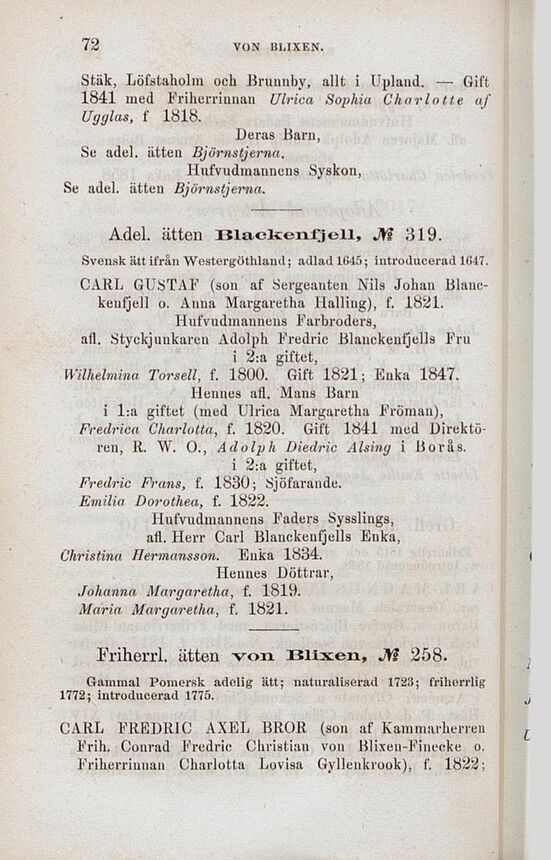 72 VON BLIXEN.
Stäk, Löfstaholm och Brunnby, allt i Upland. — Gift
1841 med Friherrinnan Ulrica Sophia Charlotte af
Ugglas, f 1818.
Deras Barn,
Se adel. ätten Björnstjerna.
Hufvudmannens Syskon,
Se adel. ätten Björnstjerna.
Adel. ätten Blackenfjell, № 319.
Svensk ätt ifrån Westergöthland; adlad 1645; introducerad 1647.
CARL GUSTAF (son af Sergeanten Nils Johan Blanc-
kenfjell o. Anna Margaretha Halling), f. 1821.
Hufvudmannens Farbroders,
afl. Styckjunkaren Adolph Fredric Blanckenfjells Fru
i 2:a giftet,
Wilhelmina Torsell, f. 1800. Gift 1821; Enka 1847.
Hennes afl. Mans Barn
i 1:a giftet (med Ulrica Margaretha Fröman),
Fredrica Charlotta, f. 1820. Gift 1841 med Direktö-
ren, R. W. O., Adolph Diedric Alsing i Borås.
i 2:a giftet,
Fredric Frans, f. 1830; Sjöfarande.
Emilia Dorothea, f. 1822.
Hufvudmannens Faders Sysslings,
afl. Herr Carl Blanckenfjells Enka,
Christina Hermansson. Enka 1834.
Hennes Döttrar,
Johanna Margaretha, f. 1819.
Maria Margaretha, f. 1821.
Friherrl. ätten von Blixen, № 258.
Gammal Pomersk adelig ätt; naturaliserad 1723; friherrlig
1772; introducerad 1775.
CARL FREDRIC AXEL BROR (son af Kammarherren
Frih. Conrad Fredric Christian von Blixen-Finecke o.
Friherrinnan Charlotta Lovisa Gyllenkrook), f. 1822;